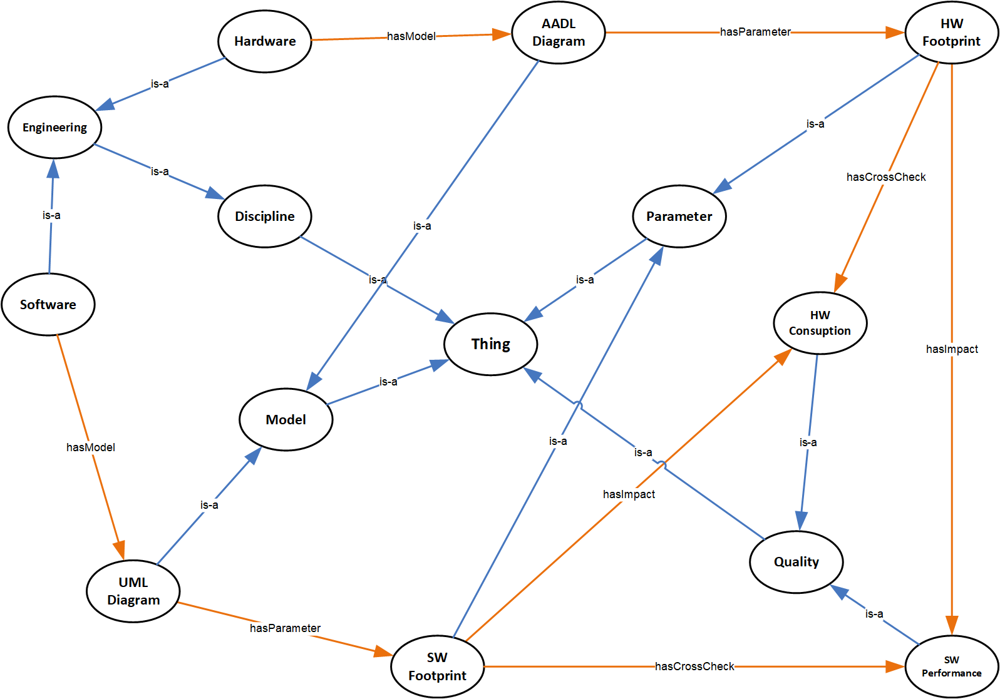 AADL
Diagram
HW
Footprint
Hardware
hasModel
hasParameter
is-a
Engineering
is-a
is-a
hasCrossCheck
is-a
Discipline
Parameter
is-a
is-a
is-a
Software
HW
Consuption
Thing
hasImpact
is-a
Model
is-a
is-a
hasModel
is-a
hasImpact
is-a
Quality
UML
Diagram
is-a
hasParameter
SW
Footprint
hasCrossCheck
SW
Performance